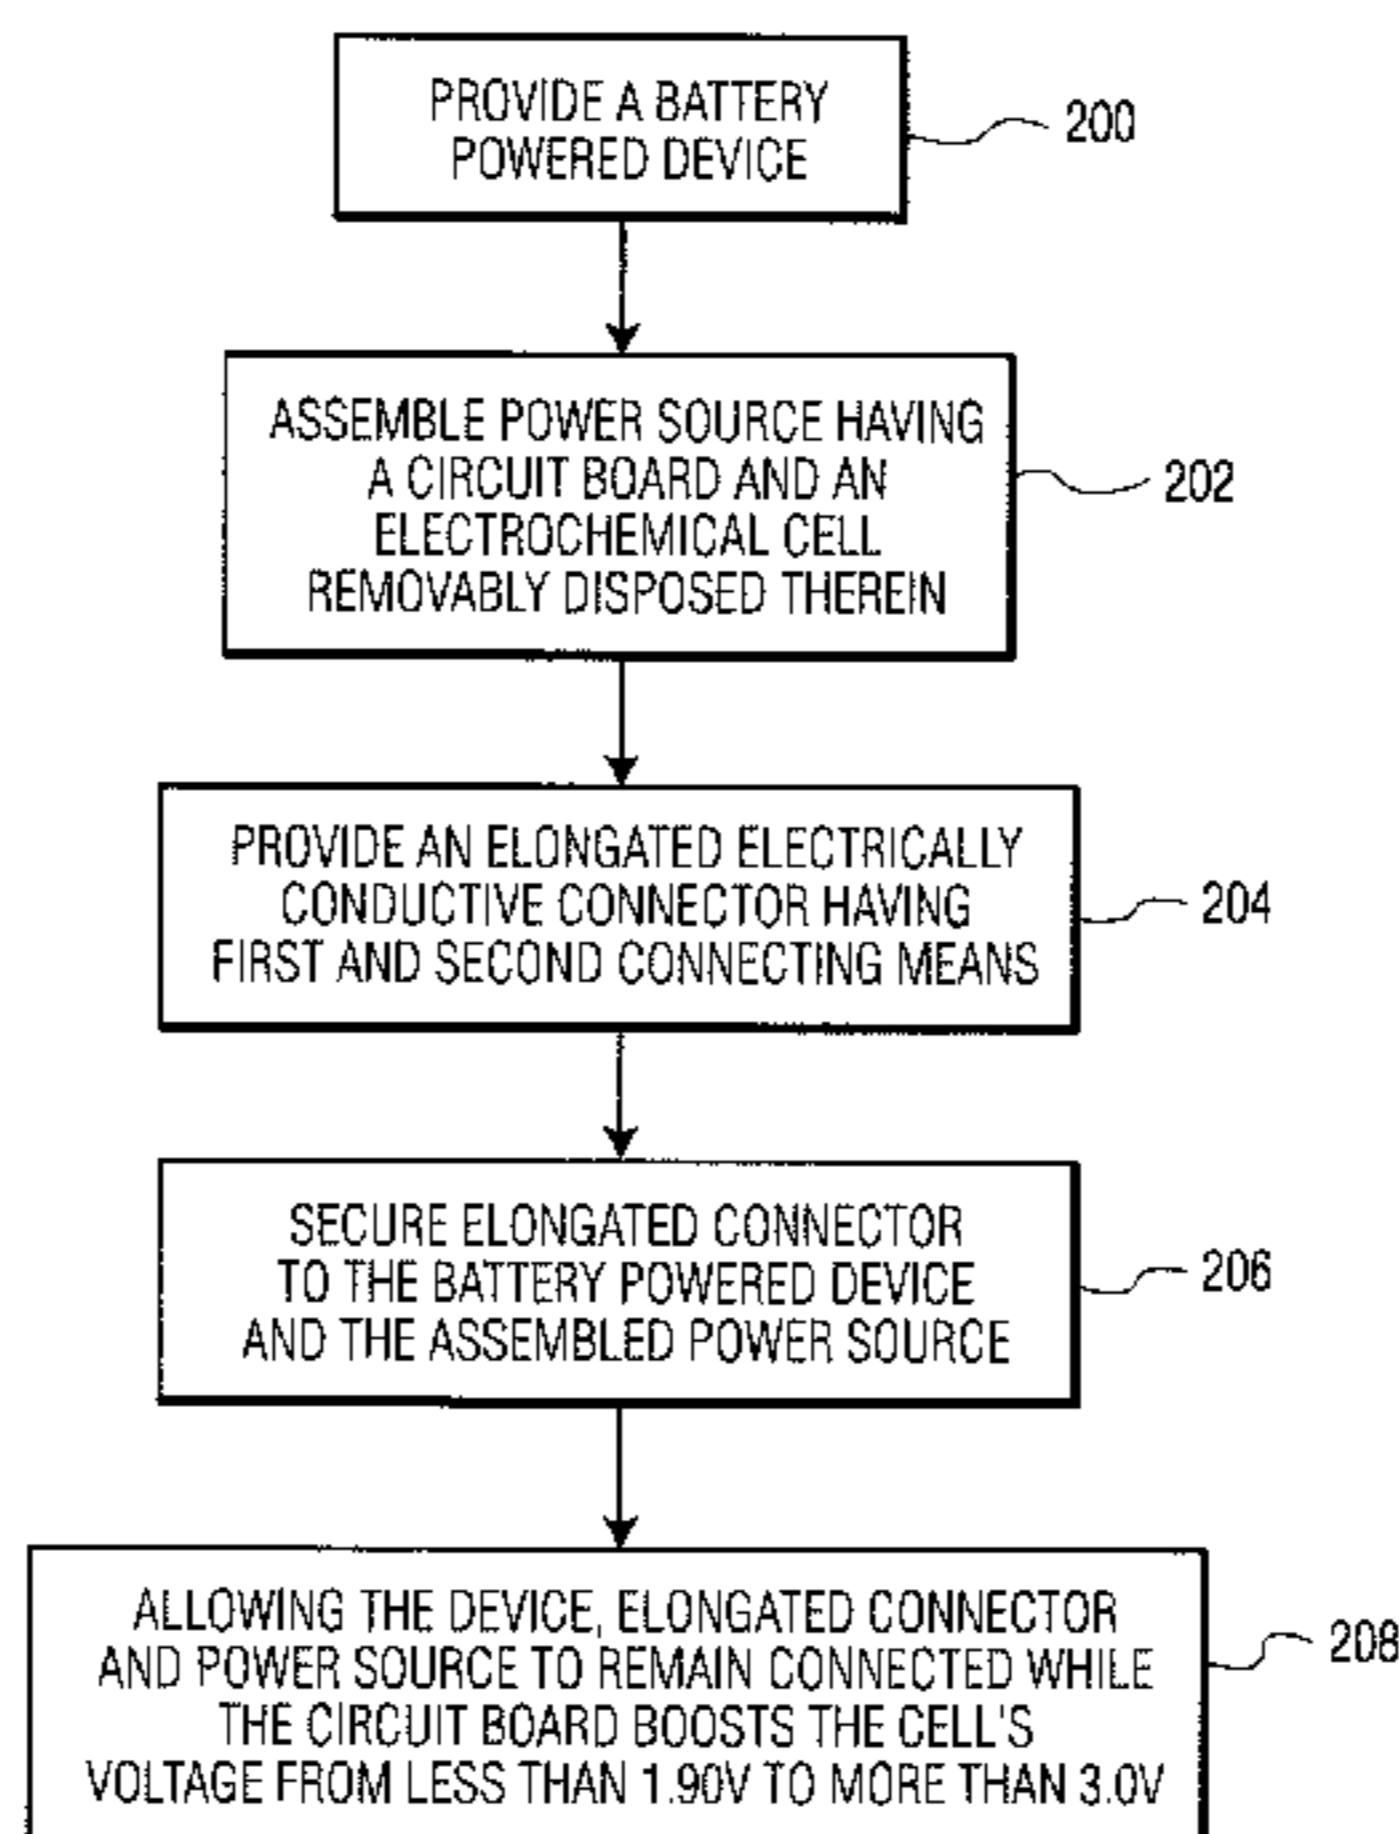 PROVIDE A BATTERY
POWERED DEVICE
200
ASSEMBLE POWER SOURCE HAVING
A CIRCUIT BOARD AND AN
ELECTROCHEMICAL CELL
REMOVABLY DISPOSED THEREIN
202
PROVIDE AN ELONGATED ELECTRICALLY
CONDUCTIVE CONNECTOR HAVING
FIRST AND SECOND CONNECTING MEANS
204
SECURE ELONGATED CONNECTOR
TO THE BATTERY POWERED DEVICE
AND THE ASSEMBLED POWER SOURCE
206
ALLOWING THE DEVICE, ELONGATED CONNECTOR
AND POWER SOURCE TO REMAIN CONNECTED WHILE
THE CIRCUIT BOARD BOOSTS THE CELL'S
VOLTAGE FROM LESS THAN 1.90V TO MORE THAN 3.0V
208